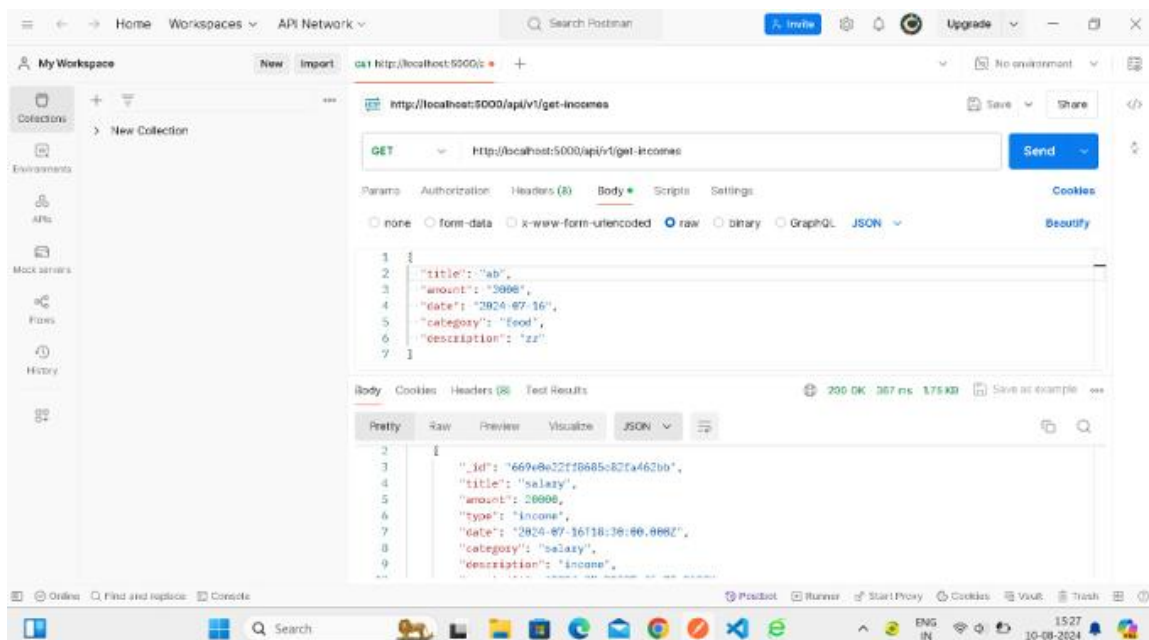 Home Workspaces API Network Search Postman Invite Upgrade
My Workspace New Import GET http://localhost:5000/a No environment
Collections
New Collection
http://localhost:5000/api/v1/get-incomes Save Share
Environments
GET http://localhost:5000/api/v1/get-incomes Send
APIs
Params Authorization Headers (8) Body Scripts Settings Cookies
none form-data x-www-form-urlencoded raw binary GraphQL JSON Beautify
Mock servers
1 {
2 "title": "ab",
3 "amount": "3000",
4 "date": "2024-07-16",
5 "category": "food",
6 "description": "zz"
7 }
Flows
History
Body Cookies Headers (8) Test Results 200 OK 367 ms 1.75 KB Save as example
Pretty Raw Preview Visualize JSON
2 {
3 "_id":
4 "title": "salary",
5 "amount": 20000,
6 "type": "income",
7 "date": "2024-07-16T18:30:00.000Z",
8 "category": "salary",
9 "description": "income",
Online Find and replace Console Postbot Runner Start Proxy Cookies Vault Trash
Search ENG IN 15:27 10-08-2024